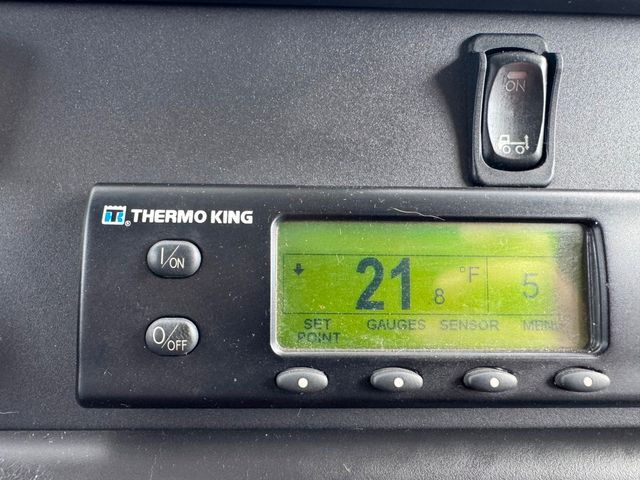 ON
THERMO KING
I/ON
21 8 °F 5
SET POINT GAUGES SENSOR MENU
O/OFF